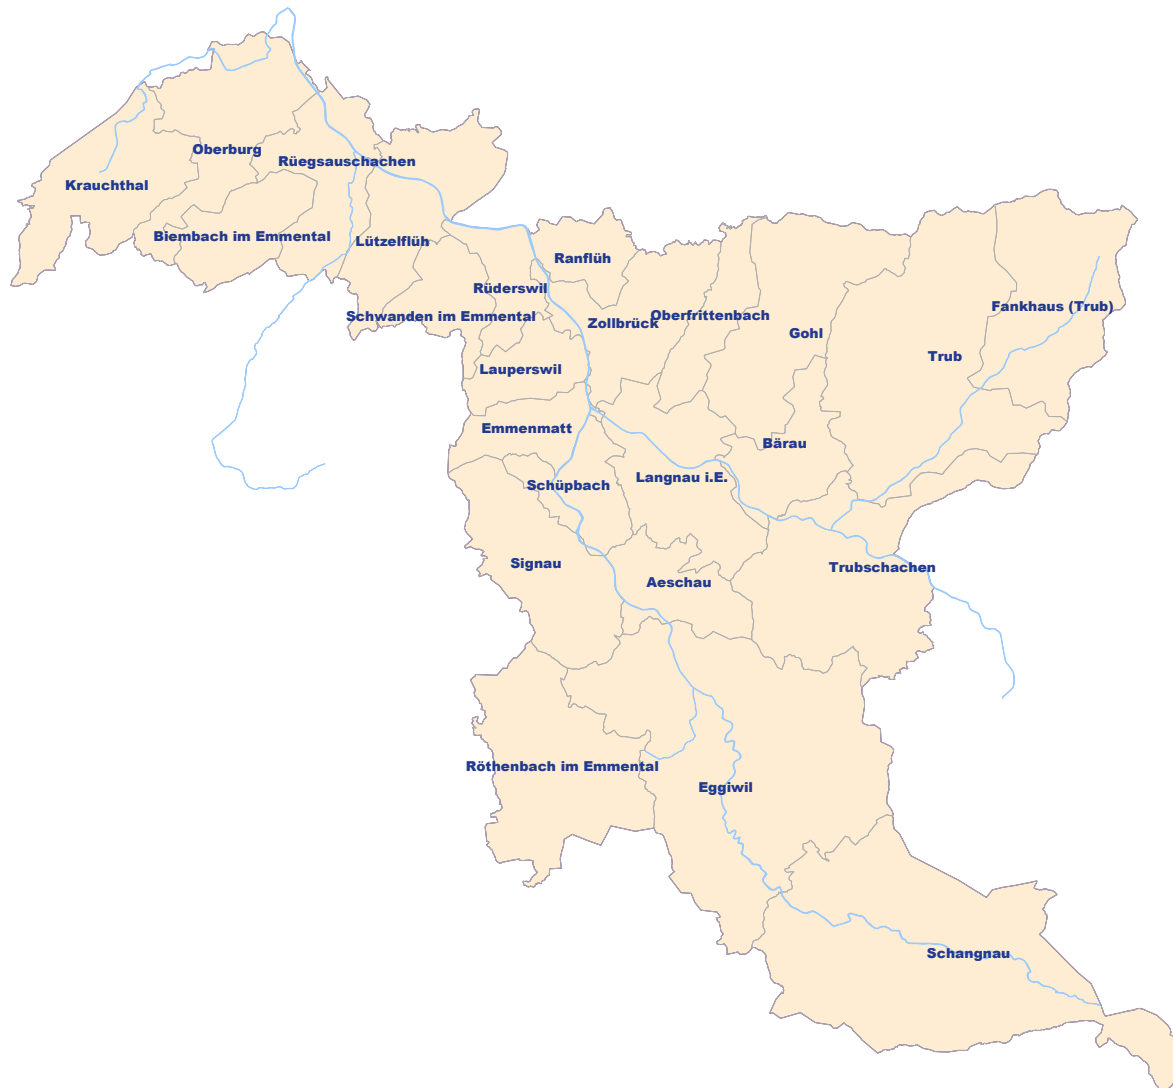 Oberburg
Rüegsauschachen
Krauchthal
Biembach im Emmental
Lützelflüh
Ranflüh
Rüderswil
Fankhaus (Trub)
Schwanden im Emmental
Oberfrittenbach
Zollbrück
Gohl
Trub
Lauperswil
Emmenmatt
Bärau
Langnau i.E.
Schüpbach
Signau
Trubschachen
Aeschau
Röthenbach im Emmental
Eggiwil
Schangnau